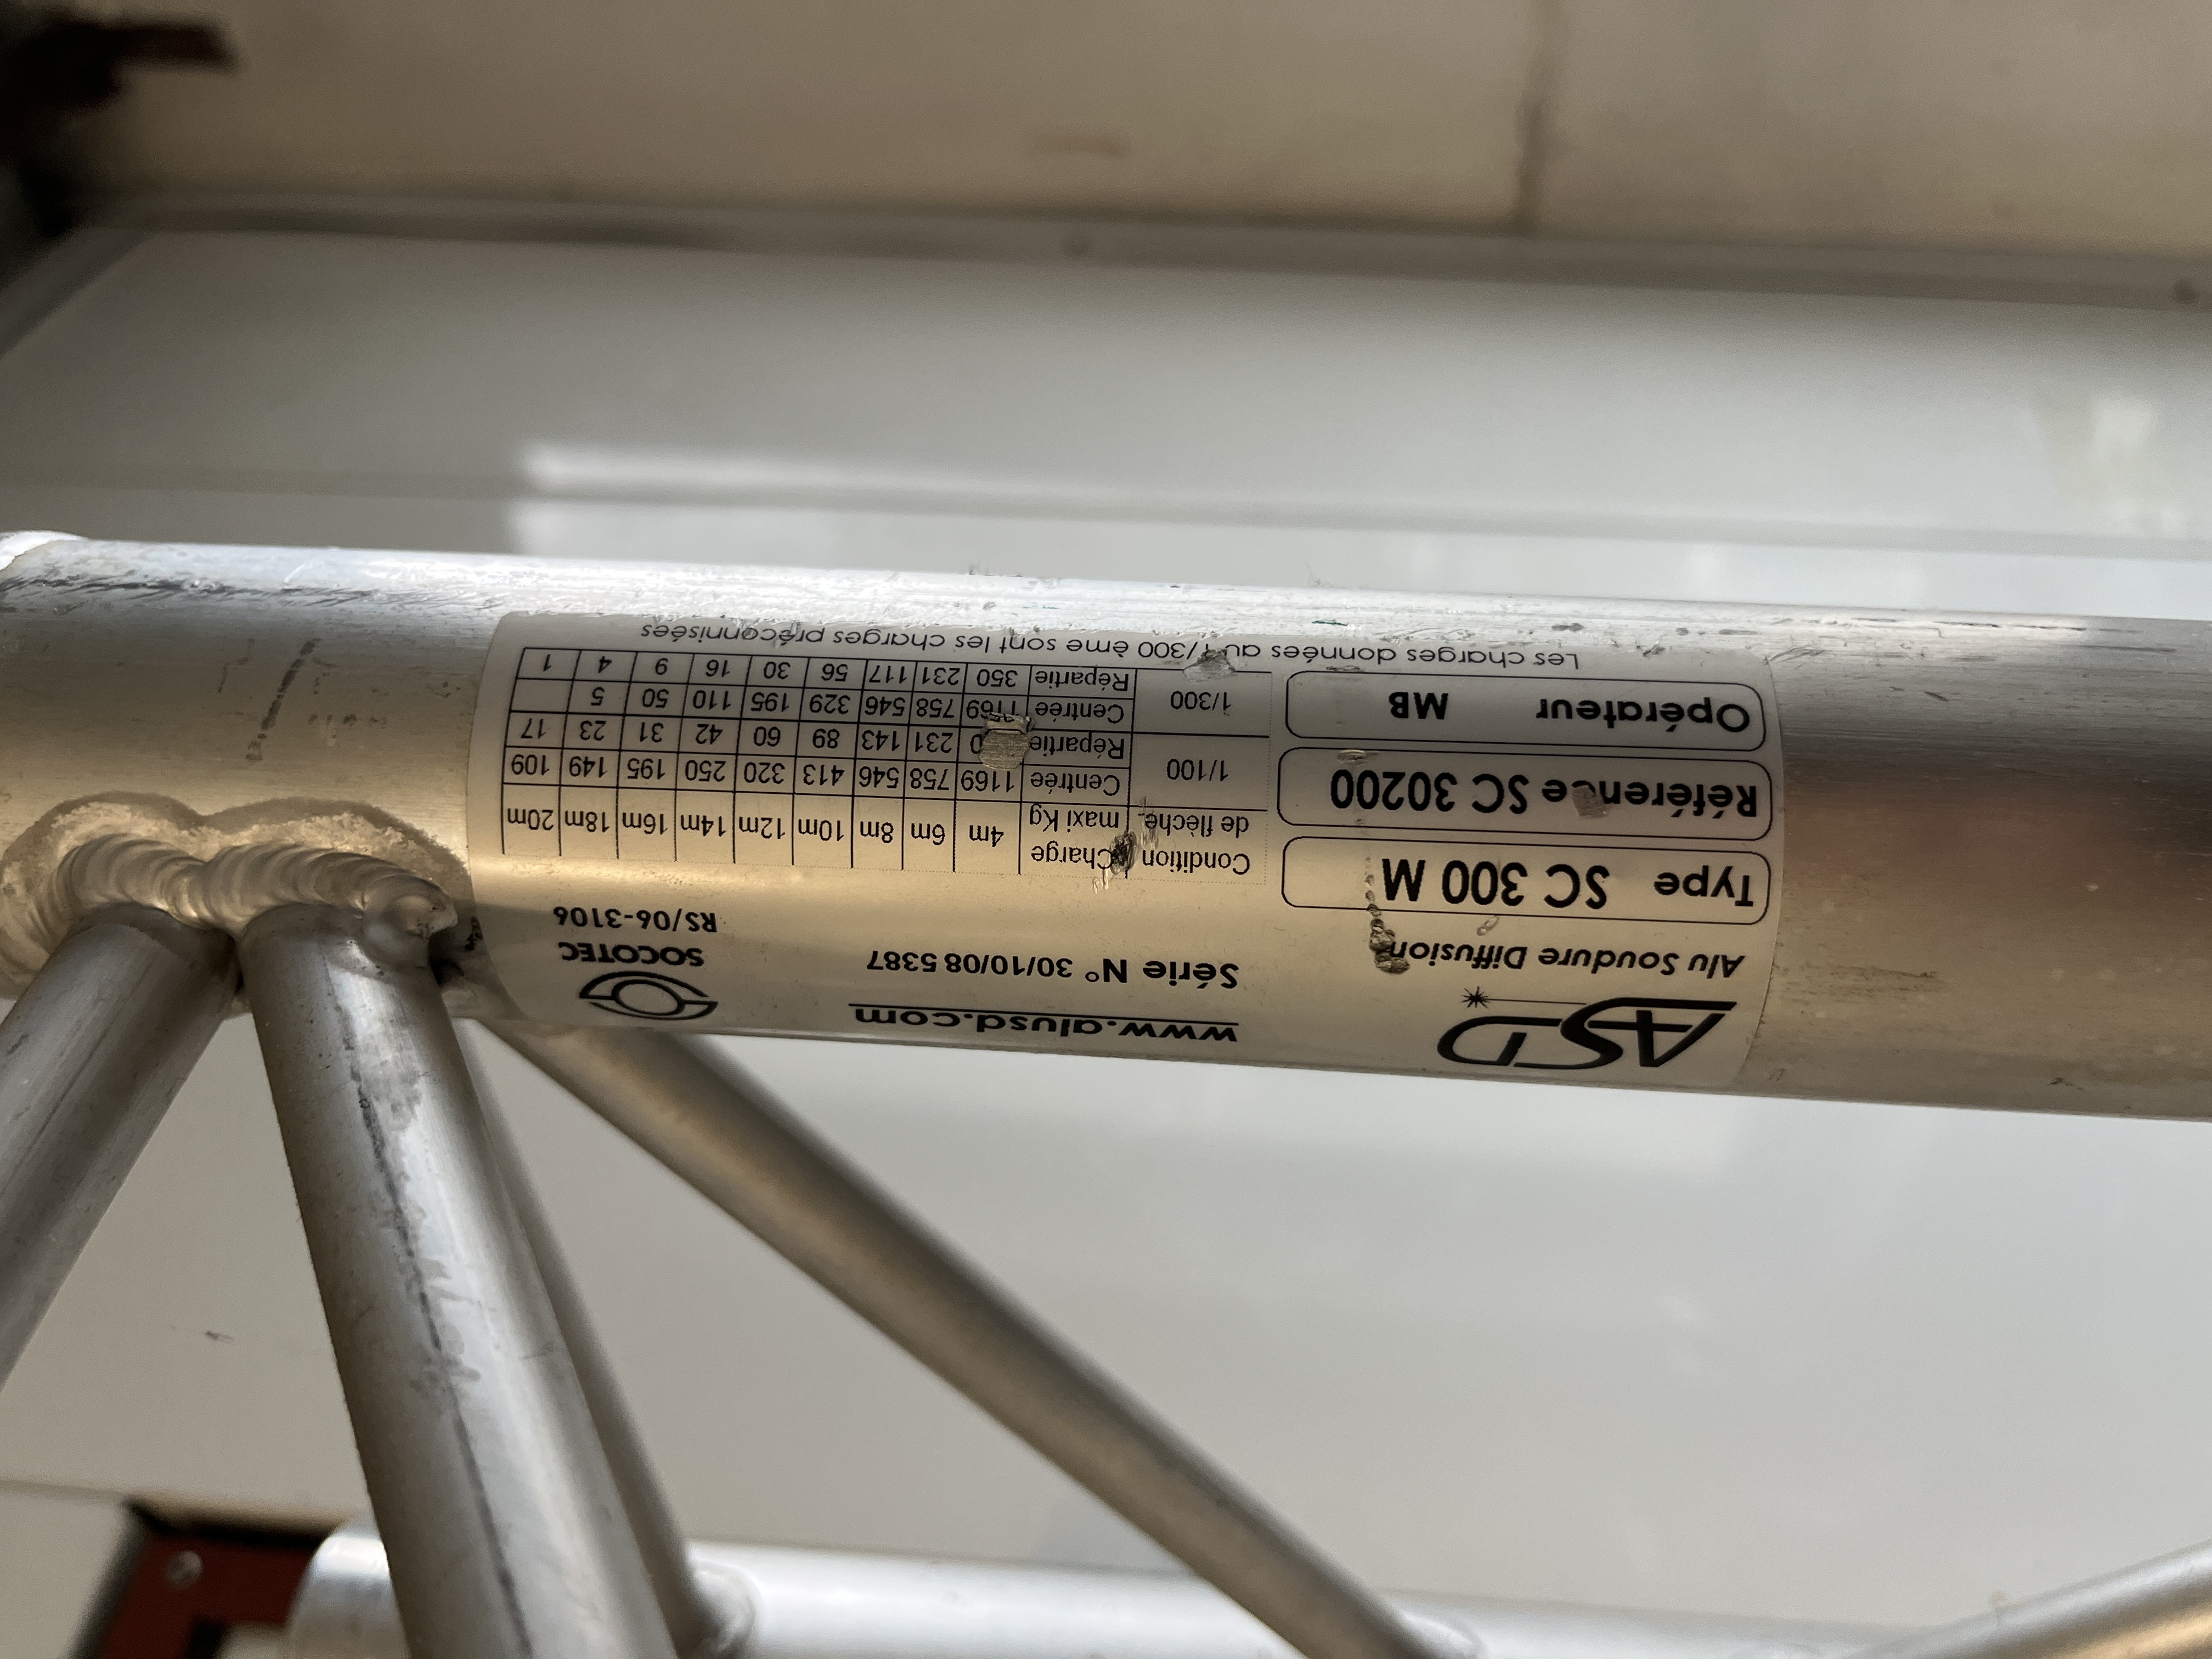 ASD
Alu Soudure Diffusion
www.alusd.com
Série N° 30/10/08 5387
SOCOTEC
RS/06-3106
Type SC 300 M
Référence SC 30200
Opérateur MB
Condition de flèche Charge maxi Kg 4m 6m 8m 10m 12m 14m 16m 18m 20m
1/100 Centrée 1169 758 546 413 320 250 195 149 109
Répartie 231 143 89 60 42 31 23 17
1/300 Centrée 1169 758 546 329 195 110 50 5 -
Répartie 350 231 117 56 30 16 9 4 1
Les charges données au 1/300 ème sont les charges préconnisées